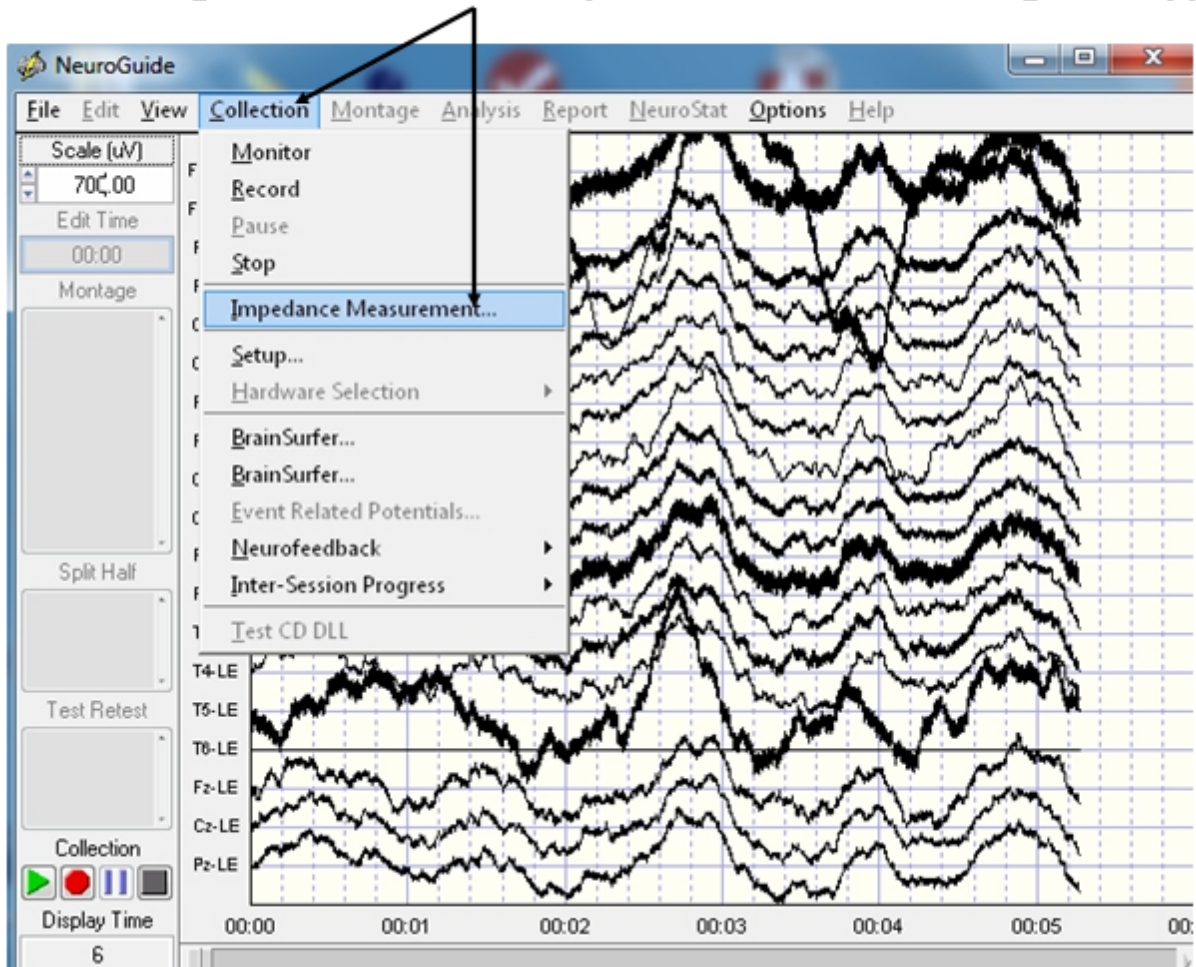 NeuroGuide
File Edit View Collection Montage Analysis Report NeuroStat Options Help
Scale (uV)
700.00
Edit Time
00:00
Montage
Split Half
Test Retest
Collection
Display Time
6
Monitor
Record
Pause
Stop
Impedance Measurement...
Setup...
Hardware Selection
BrainSurfer...
BrainSurfer...
Event Related Potentials...
Neurofeedback
Inter-Session Progress
Test CD DLL
T4-LE
T5-LE
T6-LE
Fz-LE
Cz-LE
Pz-LE
00:00 00:01 00:02 00:03 00:04 00:05 00: